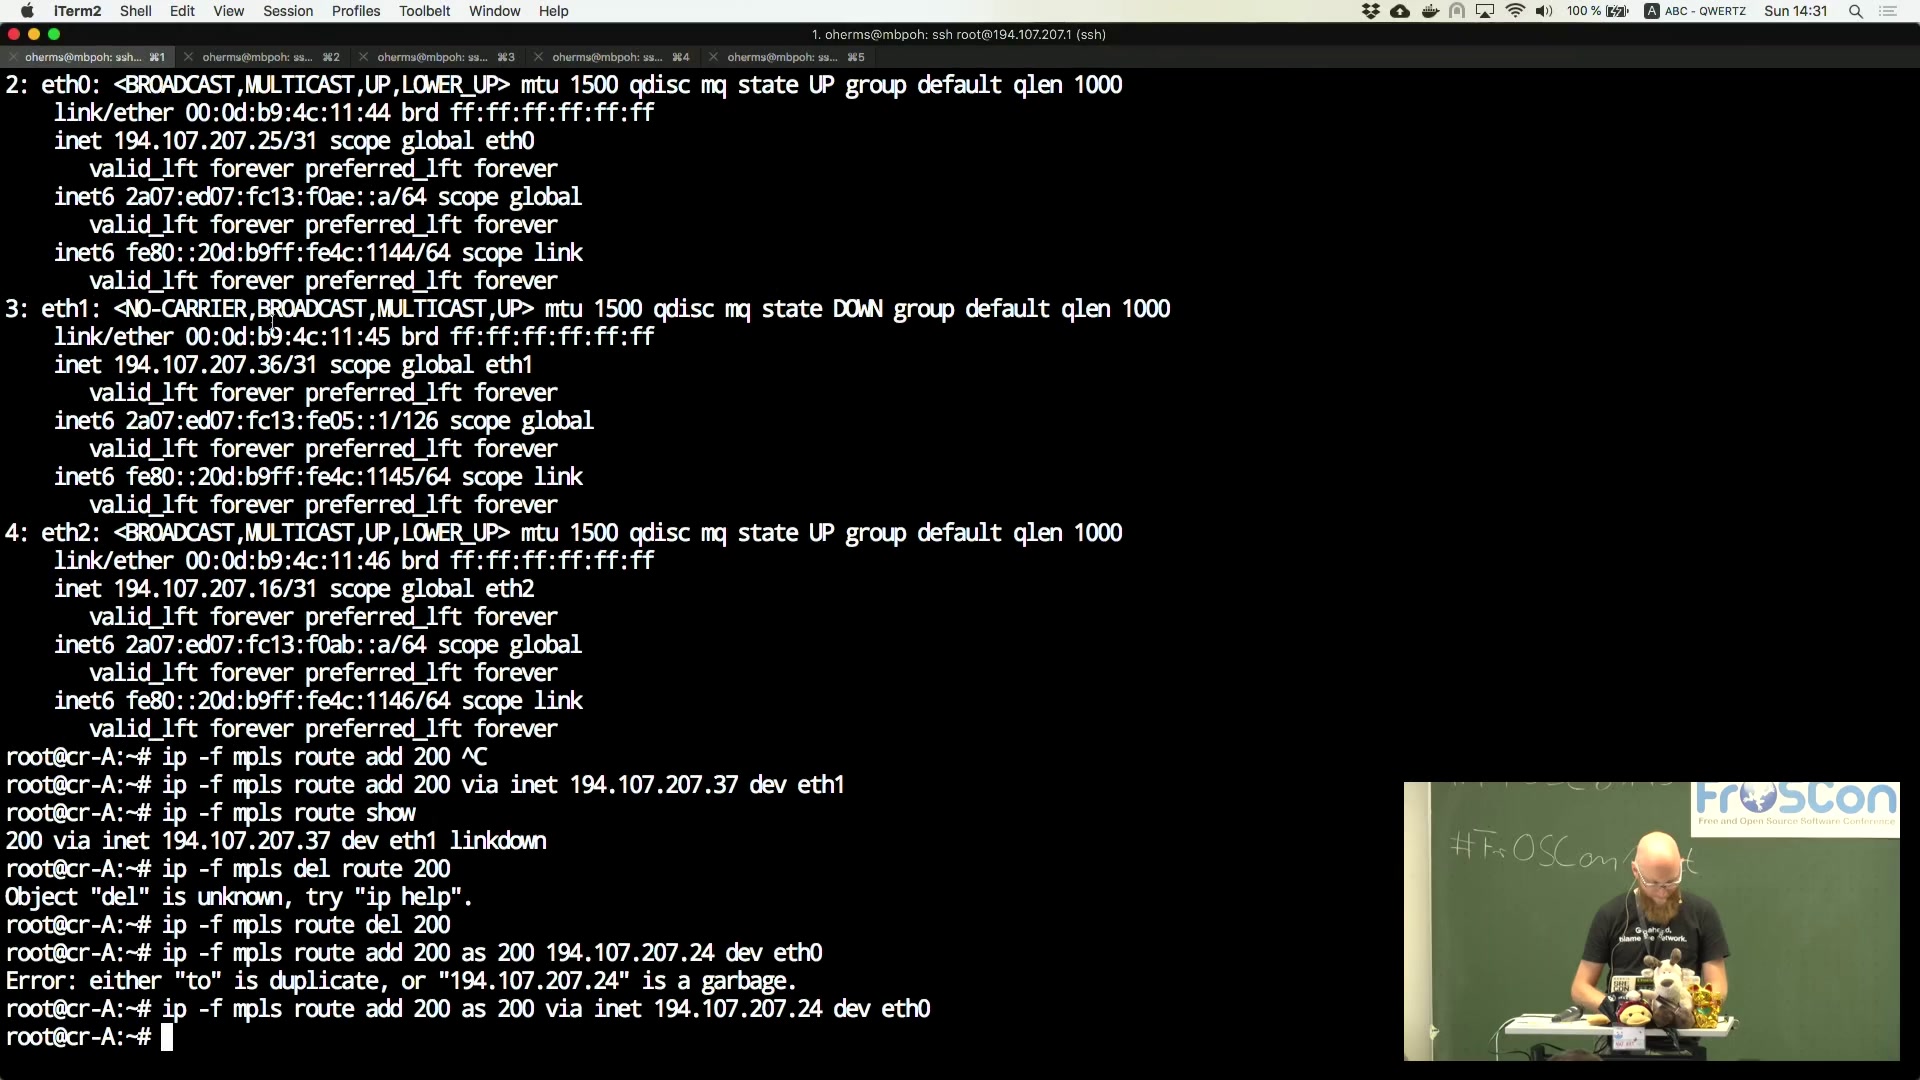 iTerm2 Shell Edit View Session Profiles Toolbelt Window Help 100 % A ABC - QWERTZ Sun 14:31
1. oherms@mbpoh: ssh root@194.107.207.1 (ssh)
oherms@mbpoh: ssh... ⌘1 oherms@mbpoh: ss... ⌘2 oherms@mbpoh: ss... ⌘3 oherms@mbpoh: ss... ⌘4 oherms@mbpoh: ss... ⌘5
2: eth0: <BROADCAST,MULTICAST,UP,LOWER_UP> mtu 1500 qdisc mq state UP group default qlen 1000
link/ether 00:0d:b9:4c:11:44 brd ff:ff:ff:ff:ff:ff
inet 194.107.207.25/31 scope global eth0
valid_lft forever preferred_lft forever
inet6 2a07:ed07:fc13:f0ae::a/64 scope global
valid_lft forever preferred_lft forever
inet6 fe80::20d:b9ff:fe4c:1144/64 scope link
valid_lft forever preferred_lft forever
3: eth1: <NO-CARRIER,BROADCAST,MULTICAST,UP> mtu 1500 qdisc mq state DOWN group default qlen 1000
link/ether 00:0d:b9:4c:11:45 brd ff:ff:ff:ff:ff:ff
inet 194.107.207.36/31 scope global eth1
valid_lft forever preferred_lft forever
inet6 2a07:ed07:fc13:fe05::1/126 scope global
valid_lft forever preferred_lft forever
inet6 fe80::20d:b9ff:fe4c:1145/64 scope link
valid_lft forever preferred_lft forever
4: eth2: <BROADCAST,MULTICAST,UP,LOWER_UP> mtu 1500 qdisc mq state UP group default qlen 1000
link/ether 00:0d:b9:4c:11:46 brd ff:ff:ff:ff:ff:ff
inet 194.107.207.16/31 scope global eth2
valid_lft forever preferred_lft forever
inet6 2a07:ed07:fc13:f0ab::a/64 scope global
valid_lft forever preferred_lft forever
inet6 fe80::20d:b9ff:fe4c:1146/64 scope link
valid_lft forever preferred_lft forever
root@cr-A:~# ip -f mpls route add 200 ^C
root@cr-A:~# ip -f mpls route add 200 via inet 194.107.207.37 dev eth1
root@cr-A:~# ip -f mpls route show
200 via inet 194.107.207.37 dev eth1 linkdown
root@cr-A:~# ip -f mpls del route 200
Object "del" is unknown, try "ip help".
root@cr-A:~# ip -f mpls route del 200
root@cr-A:~# ip -f mpls route add 200 as 200 194.107.207.24 dev eth0
Error: either "to" is duplicate, or "194.107.207.24" is a garbage.
root@cr-A:~# ip -f mpls route add 200 as 200 via inet 194.107.207.24 dev eth0
root@cr-A:~#
FrOSCon
Free and Open Source Software Conference